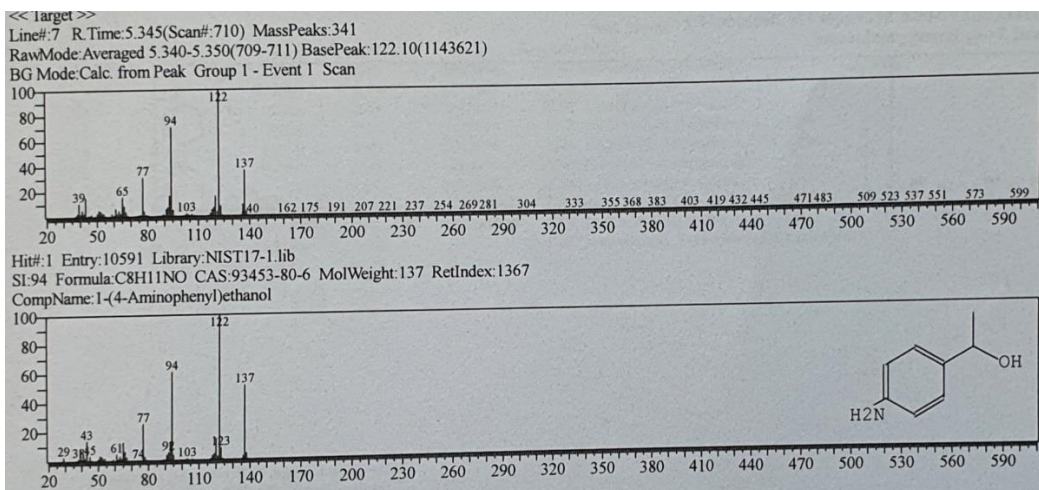 << Target >>
Line#:7 R.Time:5.345(Scan#:710) MassPeaks:341
RawMode:Averaged 5.340-5.350(709-711) BasePeak:122.10(1143621)
BG Mode:Calc. from Peak Group 1 - Event 1 Scan
100
122
80
94
60
77
137
40
20
39
65
103
140 162 175 191 207 221 237 254 269 281 304 333 355 368 383 403 419 432 445 471 483 509 523 537 551 573 599
20 50 80 110 140 170 200 230 260 290 320 350 380 410 440 470 500 530 560 590
Hit#:1 Entry:10591 Library:NIST17-1.lib
SI:94 Formula:C8H11NO CAS:93453-80-6 MolWeight:137 RetIndex:1367
CompName:1-(4-Aminophenyl)ethanol
100
122
80
94
60
137
OH
40
77
H2N
20
43
29
61
74
103
123
20 50 80 110 140 170 200 230 260 290 320 350 380 410 440 470 500 530 560 590